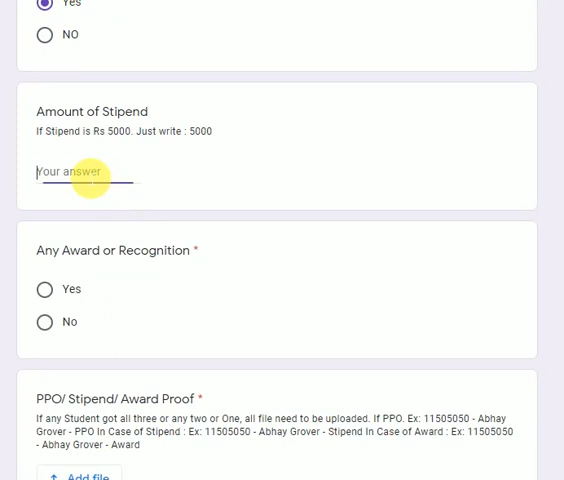 Yes
NO
Amount of Stipend
If Stipend is Rs 5000. Just write : 5000
Your answer
Any Award or Recognition *
Yes
No
PPO/ Stipend/ Award Proof *
If any Student got all three or any two or One, all file need to be uploaded. If PPO. Ex: 11505050 - Abhay
Grover - PPO In Case of Stipend : Ex: 11505050 - Abhay Grover - Stipend In Case of Award : Ex: 11505050
- Abhay Grover - Award
Add file